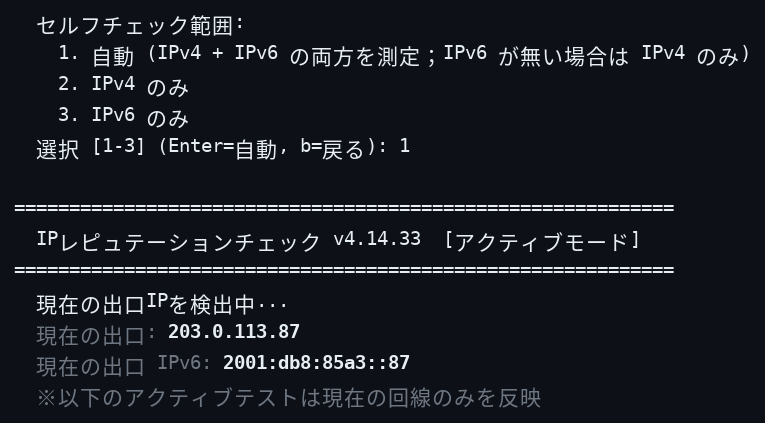 セルフチェック範囲:
1. 自動 (IPv4 + IPv6 の両方を測定；IPv6 が無い場合は IPv4 のみ)
2. IPv4 のみ
3. IPv6 のみ
選択 [1-3] (Enter=自動, b=戻る): 1
============================================================
IPレピュテーションチェック v4.14.33  [アクティブモード]
============================================================
現在の出口IPを検出中...
現在の出口: 203.0.113.87
現在の出口 IPv6: 2001:db8:85a3::87
※以下のアクティブテストは現在の回線のみを反映